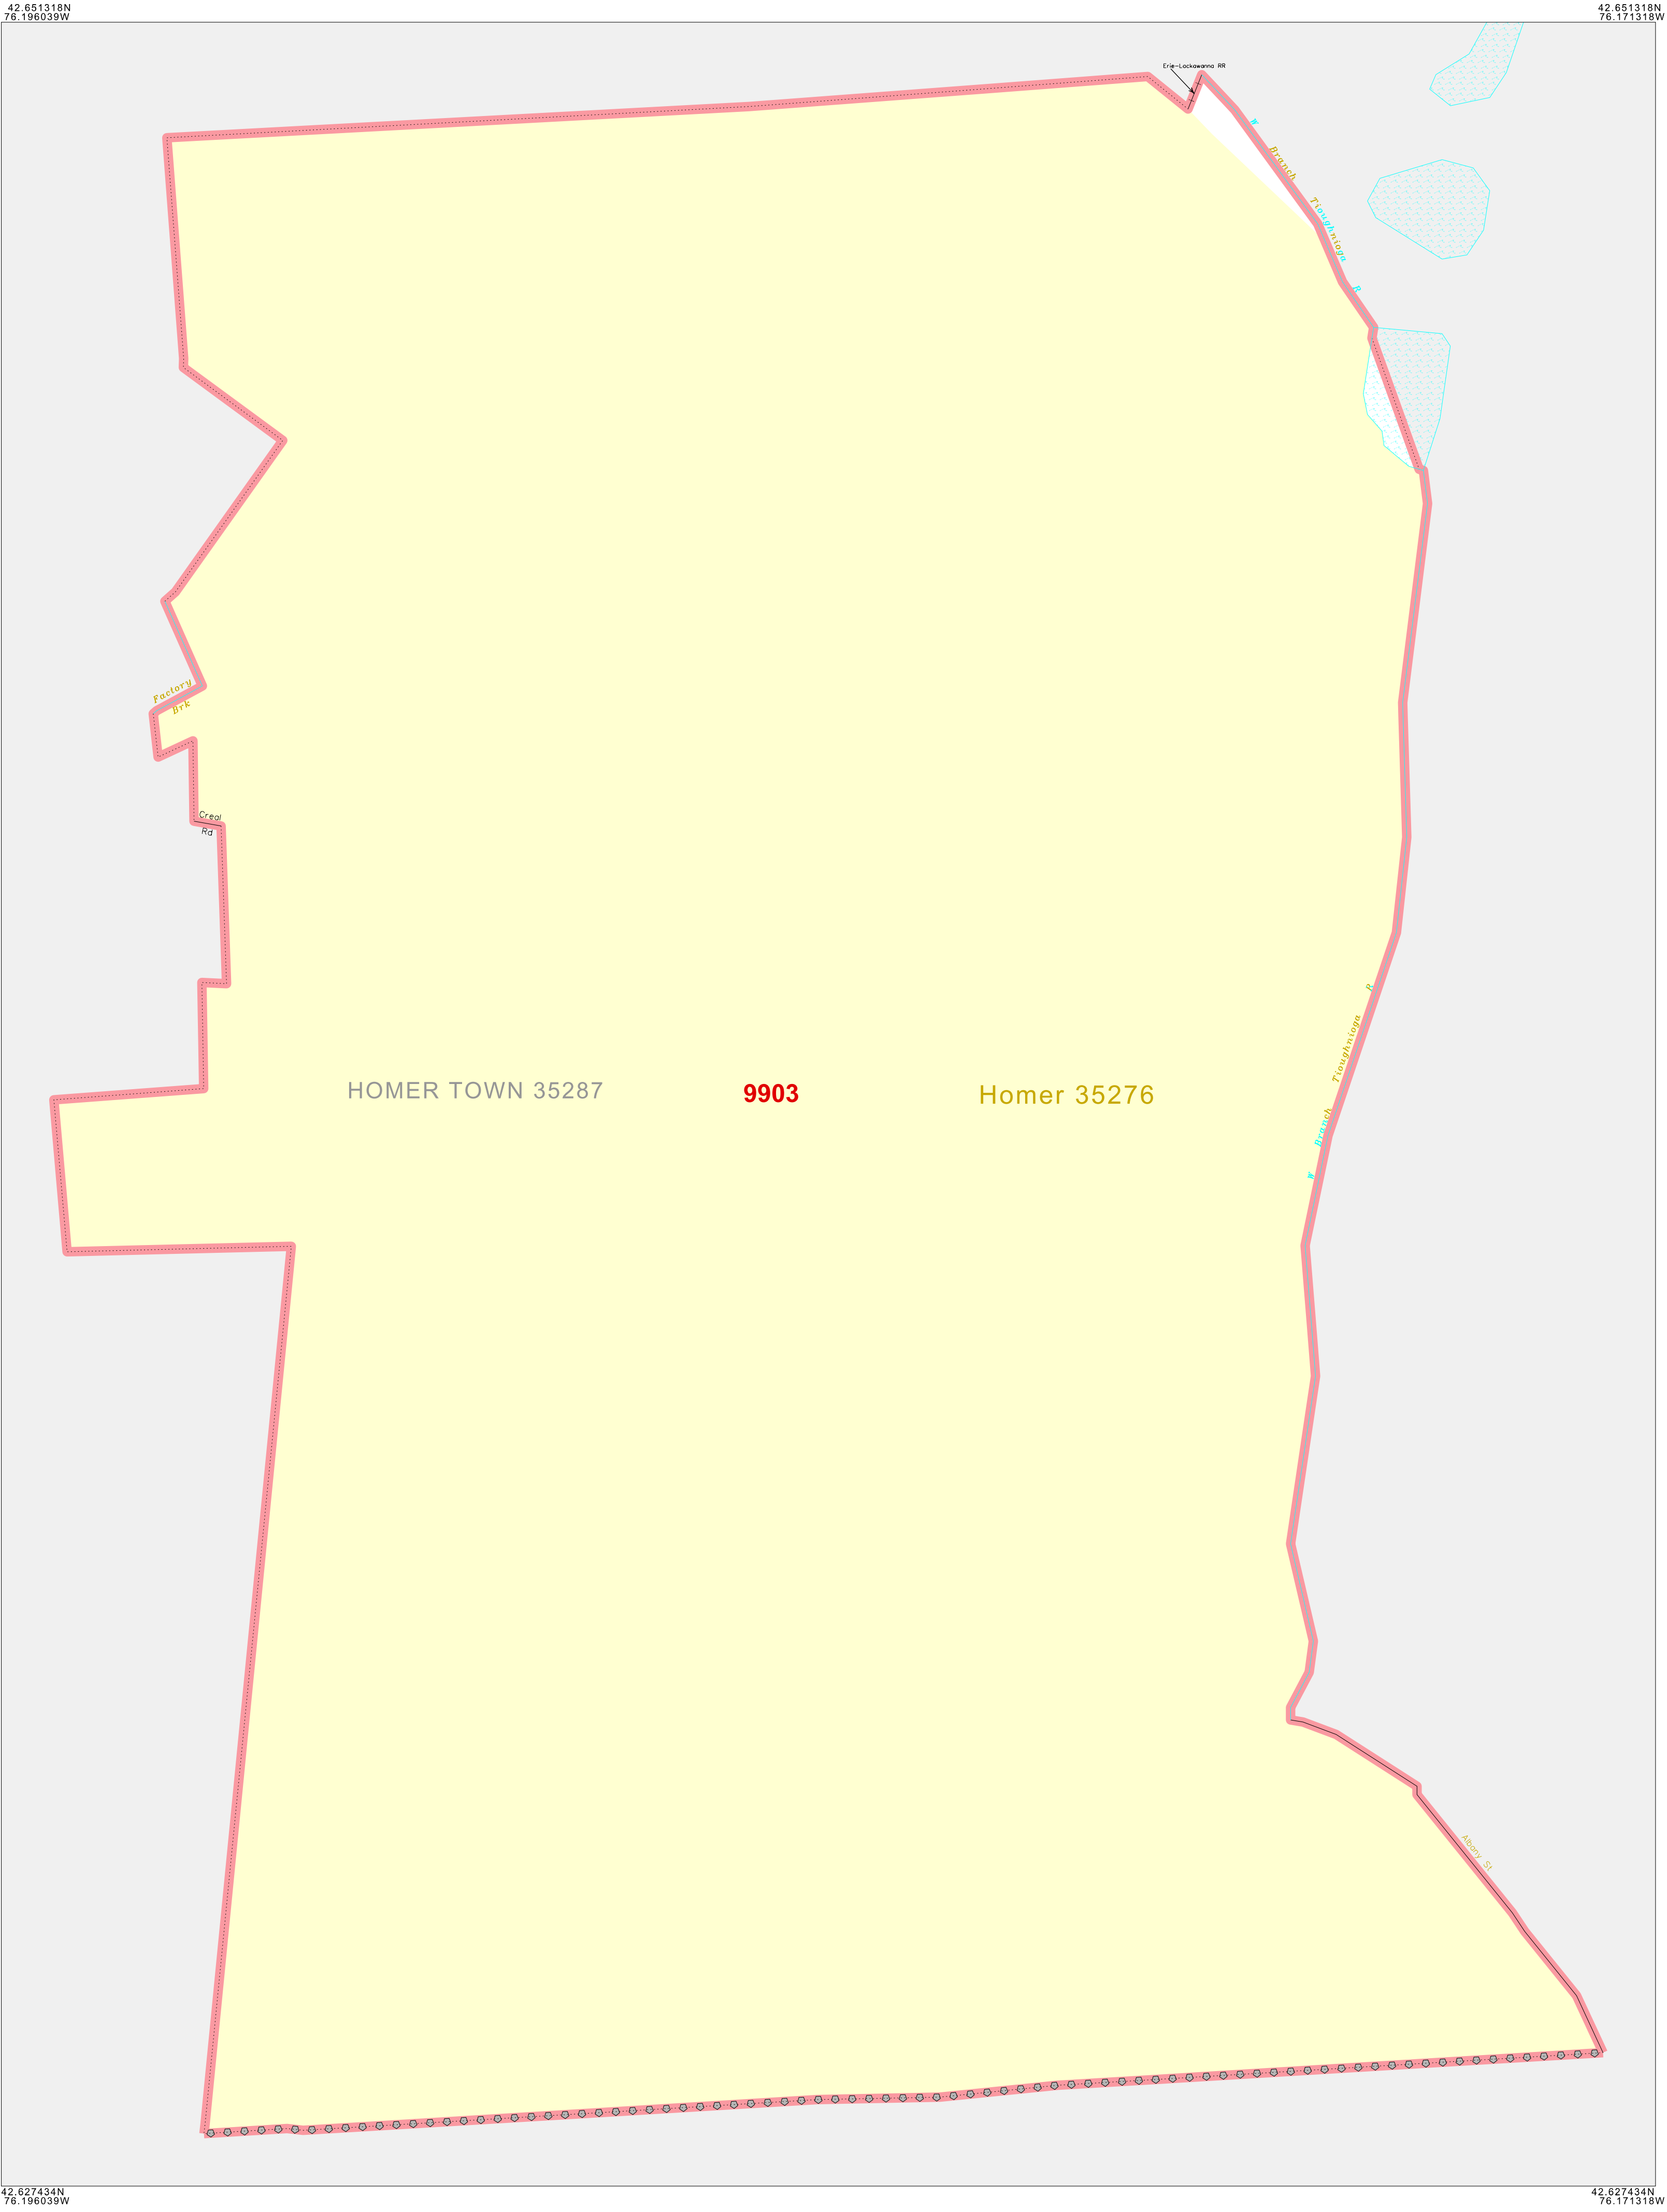 42.651318N
76.196039W
42.651318N
76.171318W
Erie-Lackawanna RR
W Branch Tioughnioga R
Factory
Brk
Creal
Rd
W Branch Tioughnioga R
HOMER TOWN 35287
9903
Homer 35276
Albany St
42.627434N
76.196039W
42.627434N
76.171318W